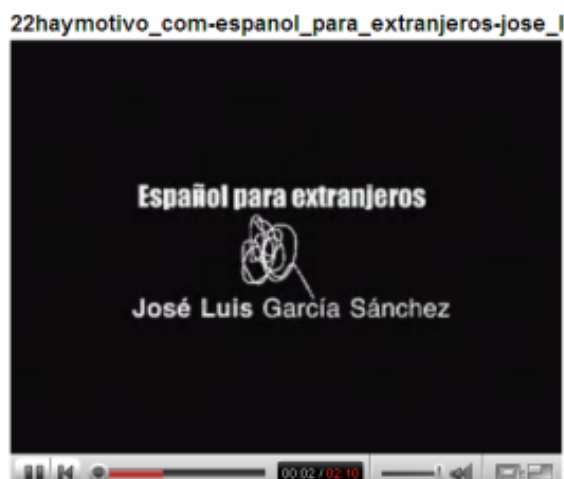 22haymotivo_com-espanol_para_extranjeros-jose_l
Español para extranjeros
José Luis García Sánchez
00:02 / 02:10